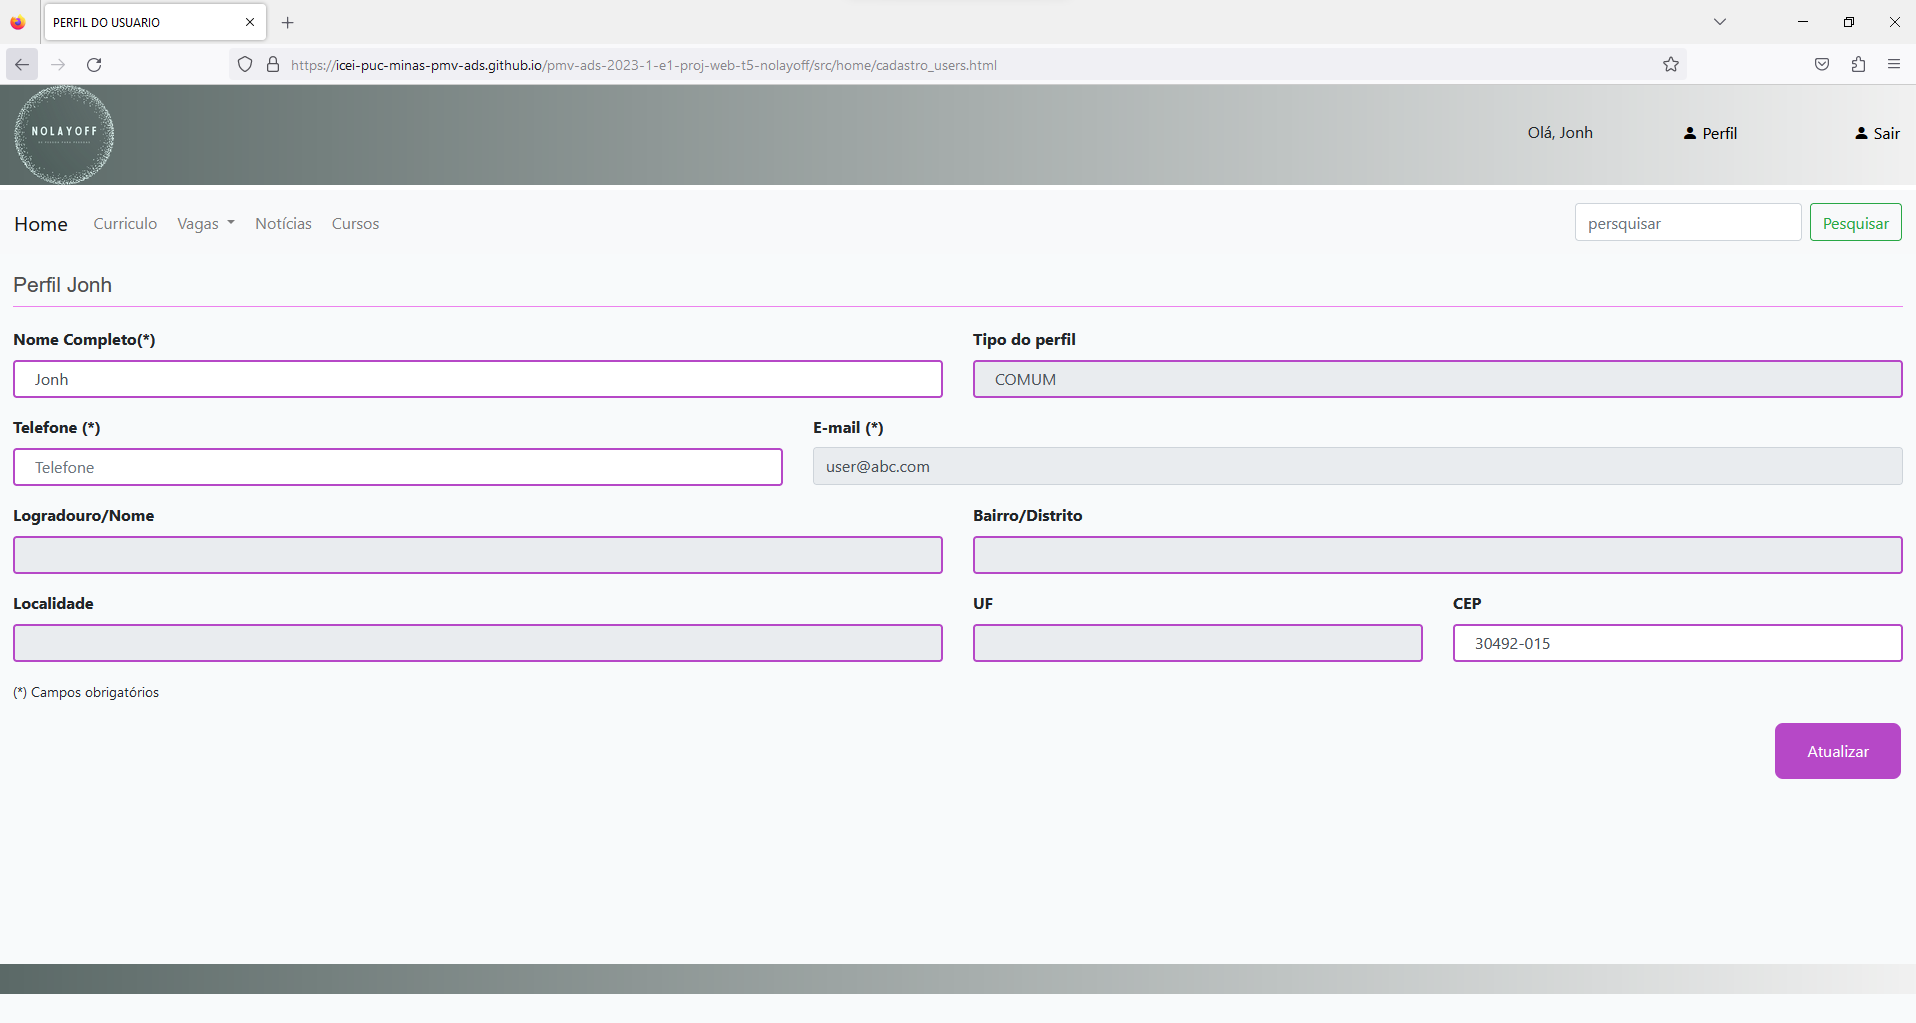 PERFIL DO USUARIO
https://icei-puc-minas-pmv-ads.github.io/pmv-ads-2023-1-e1-proj-web-t5-nolayoff/src/home/cadastro_users.html
NOLAYOFF
Olá, Jonh Perfil Sair
Home Curriculo Vagas Notícias Cursos persquisar Pesquisar
Perfil Jonh
Nome Completo(*) Tipo do perfil
Jonh COMUM
Telefone (*) E-mail (*)
Telefone user@abc.com
Logradouro/Nome Bairro/Distrito
Localidade UF CEP
30492-015
(*) Campos obrigatórios
Atualizar